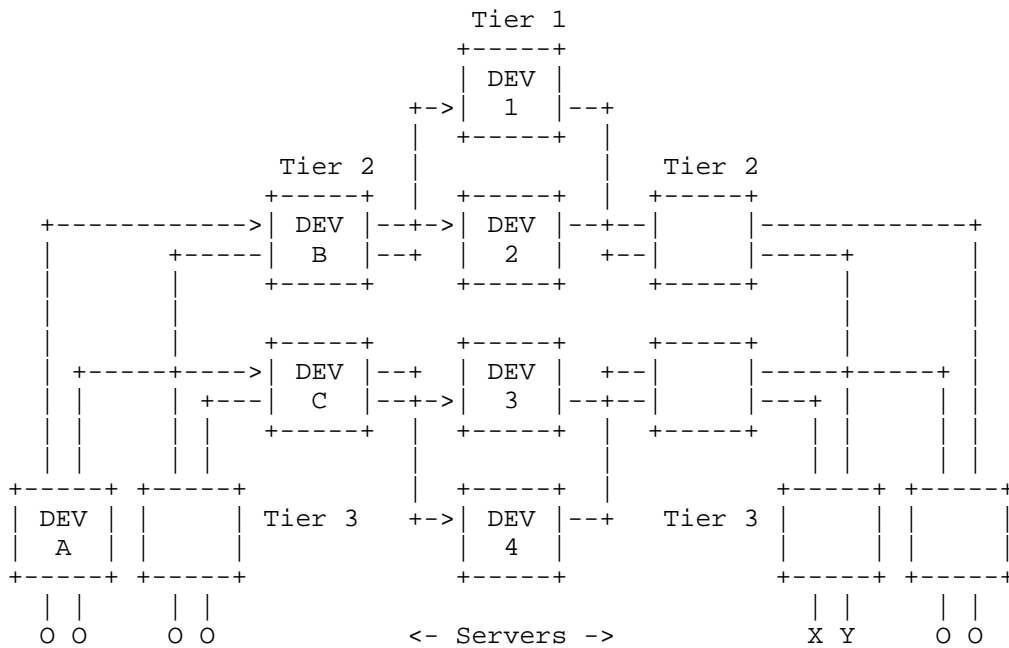 Tier 1
DEV
1
Tier 2 Tier 2
DEV DEV
B 2
DEV DEV
C 3
DEV Tier 3 DEV Tier 3
A 4
O O O O <- Servers -> X Y O O